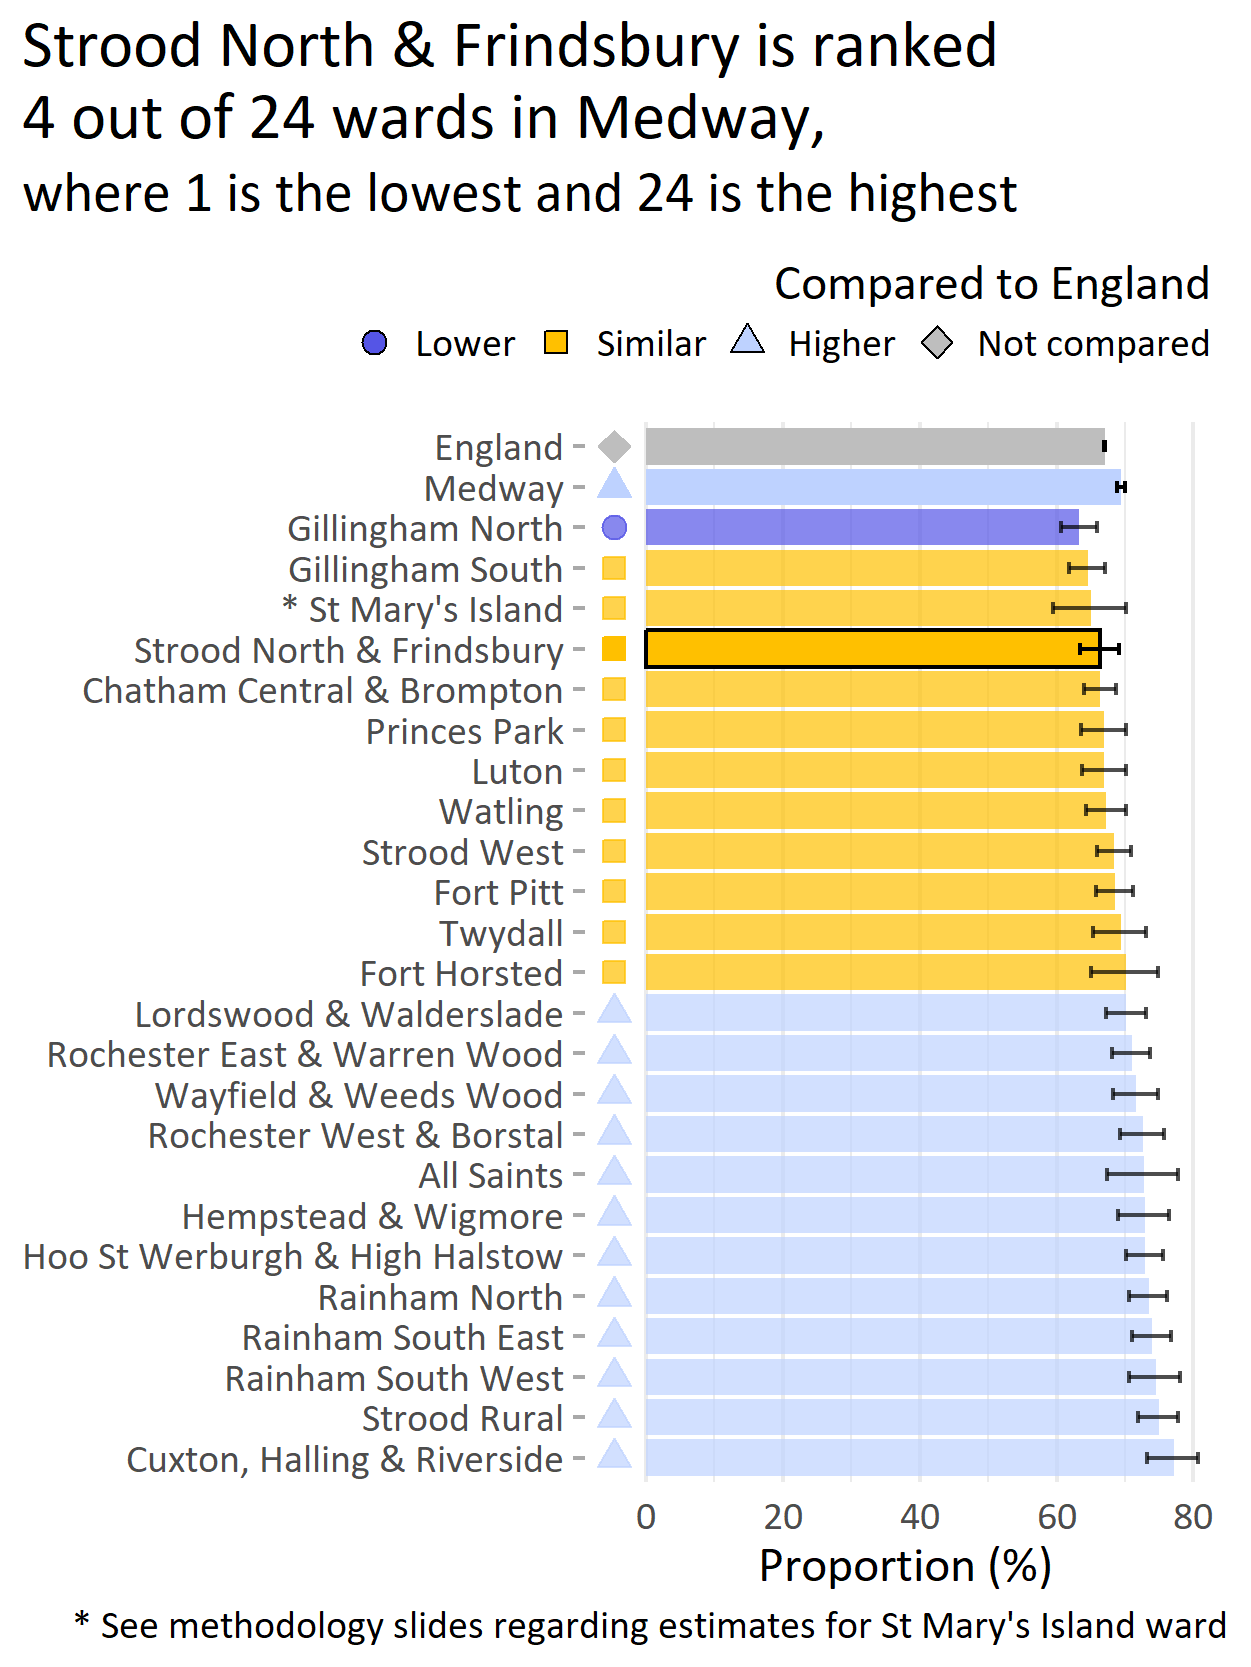 Strood North & Frindsbury is ranked
4 out of 24 wards in Medway,
where 1 is the lowest and 24 is the highest
Compared to England
Lower Similar Higher Not compared
England
Medway
Gillingham North
Gillingham South
* St Mary's Island
Strood North & Frindsbury
Chatham Central & Brompton
Princes Park
Luton
Watling
Strood West
Fort Pitt
Twydall
Fort Horsted
Lordswood & Walderslade
Rochester East & Warren Wood
Wayfield & Weeds Wood
Rochester West & Borstal
All Saints
Hempstead & Wigmore
Hoo St Werburgh & High Halstow
Rainham North
Rainham South East
Rainham South West
Strood Rural
Cuxton, Halling & Riverside
0 20 40 60 80
Proportion (%)
* See methodology slides regarding estimates for St Mary's Island ward